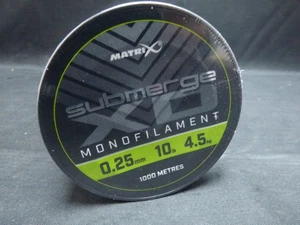 MATRIX
submerge
XD
MONOFILAMENT
0.25mm 10lb 4.5kg
1000 METRES